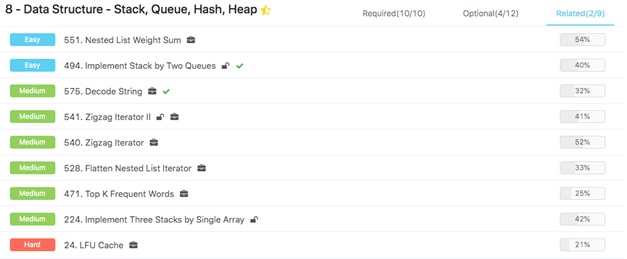 8 - Data Structure - Stack, Queue, Hash, Heap Required(10/10) Optional(4/12) Related(2/9)
Easy 551. Nested List Weight Sum 54%
Easy 494. Implement Stack by Two Queues 40%
Medium 575. Decode String 32%
Medium 541. Zigzag Iterator II 41%
Medium 540. Zigzag Iterator 52%
Medium 528. Flatten Nested List Iterator 33%
Medium 471. Top K Frequent Words 25%
Medium 224. Implement Three Stacks by Single Array 42%
Hard 24. LFU Cache 21%